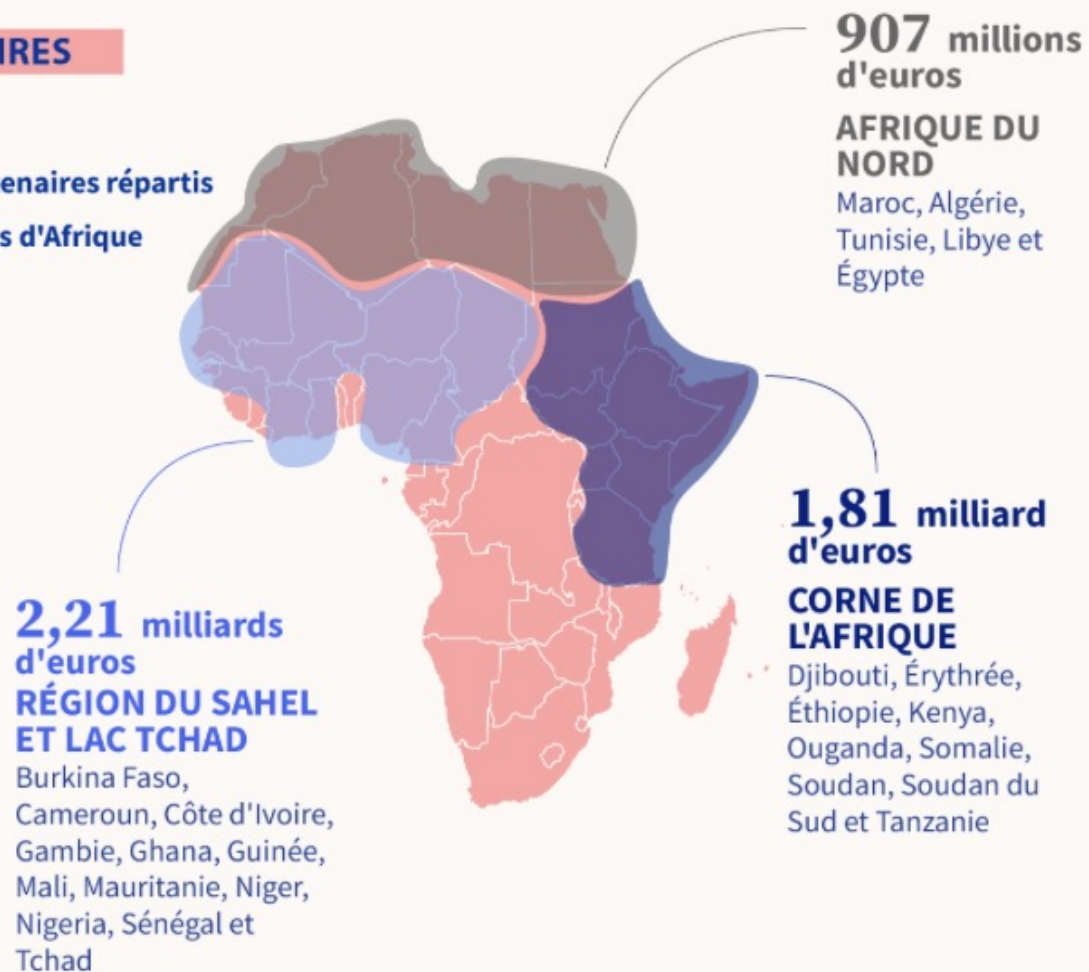 IRES
enaires répartis
s d'Afrique
907 millions
d'euros
AFRIQUE DU
NORD
Maroc, Algérie,
Tunisie, Libye et
Égypte
1,81 milliard
d'euros
CORNE DE
L'AFRIQUE
Djibouti, Érythrée,
Éthiopie, Kenya,
Ouganda, Somalie,
Soudan, Soudan du
Sud et Tanzanie
2,21 milliards
d'euros
RÉGION DU SAHEL
ET LAC TCHAD
Burkina Faso,
Cameroun, Côte d'Ivoire,
Gambie, Ghana, Guinée,
Mali, Mauritanie, Niger,
Nigeria, Sénégal et
Tchad